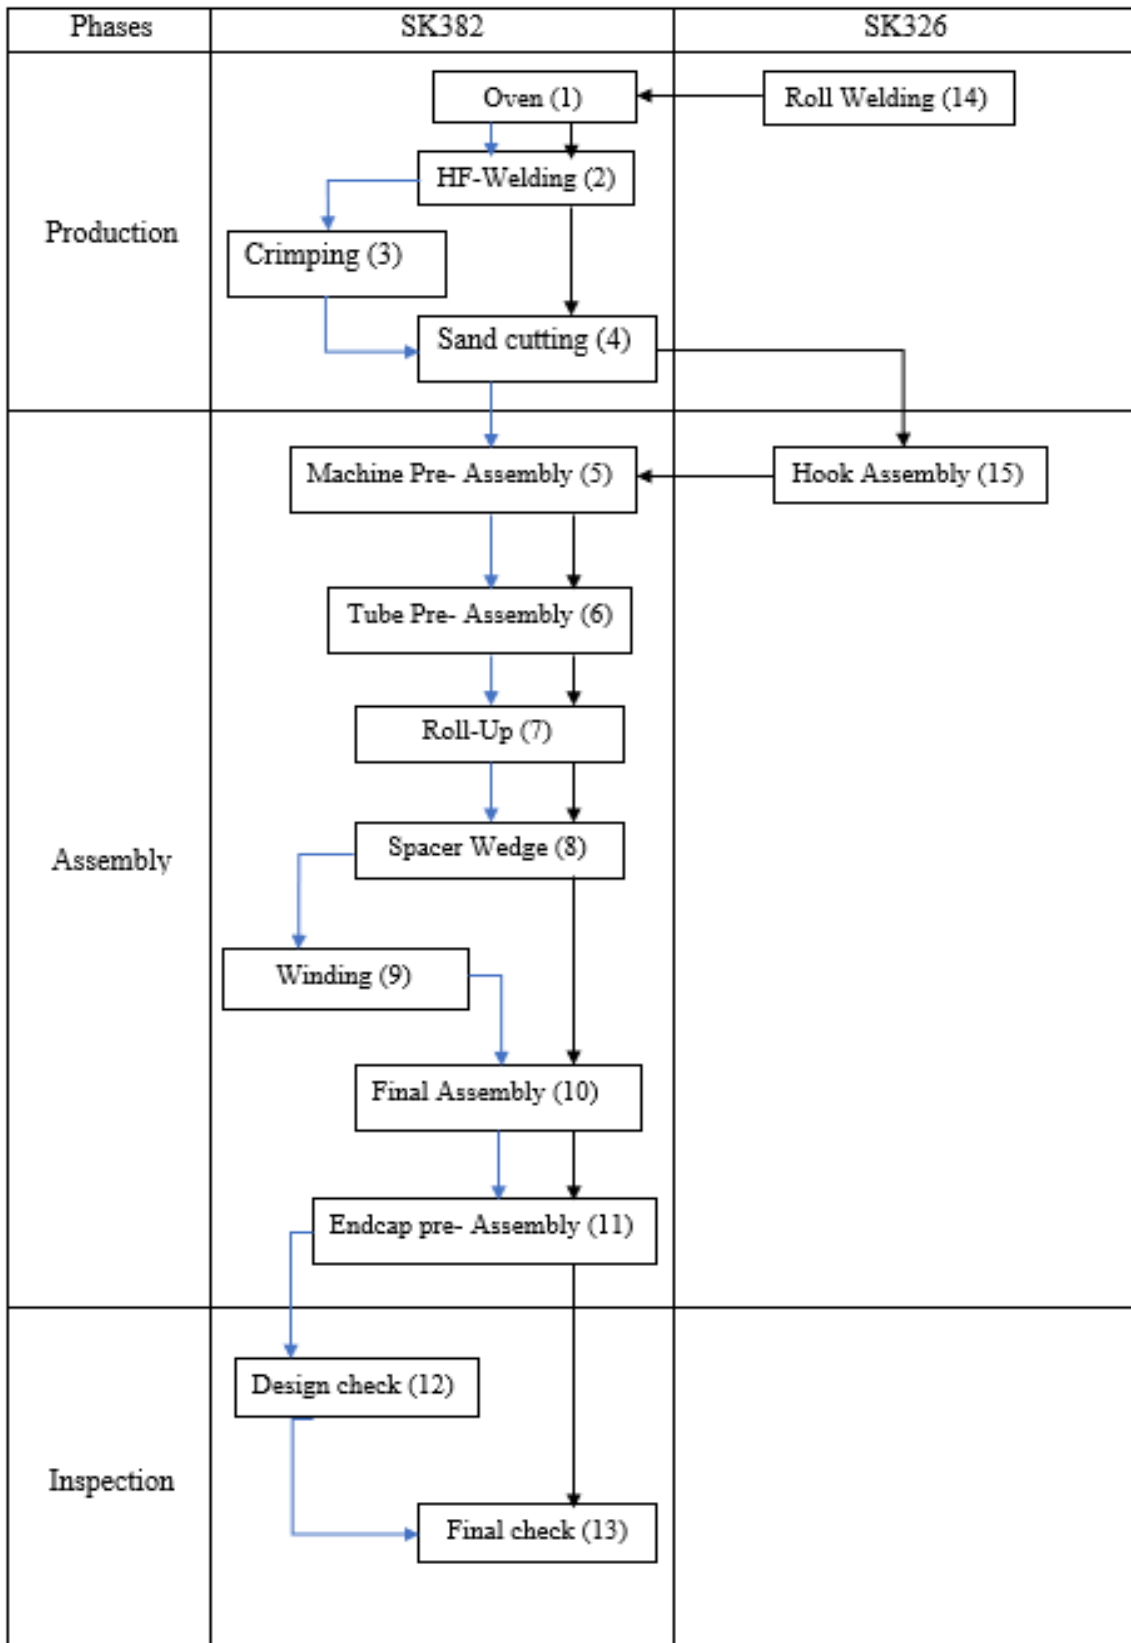 Phases
SK382
SK326
Production
Oven (1)
Roll Welding (14)
HF-Welding (2)
Crimping (3)
Sand cutting (4)
Assembly
Machine Pre- Assembly (5)
Hook Assembly (15)
Tube Pre- Assembly (6)
Roll-Up (7)
Spacer Wedge (8)
Winding (9)
Final Assembly (10)
Endcap pre- Assembly (11)
Inspection
Design check (12)
Final check (13)